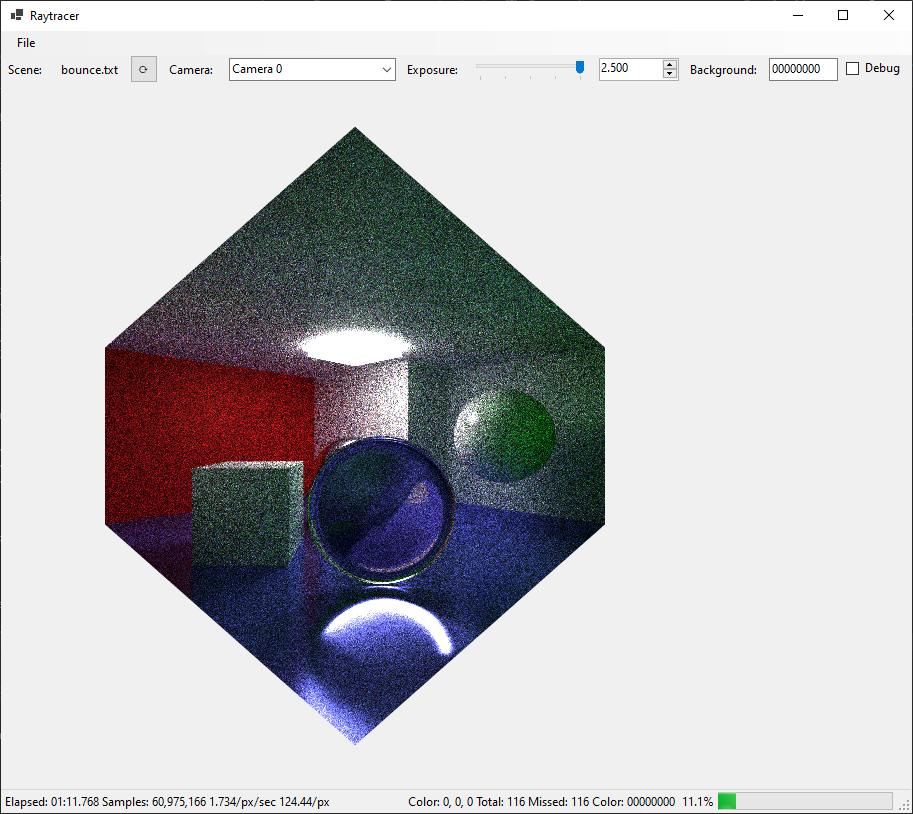 Raytracer
File
Scene: bounce.txt ⟳ Camera: Camera 0 Exposure: 2.500 Background: 00000000 Debug
Elapsed: 01:11.768 Samples: 60,975,166 1.734/px/sec 124.44/px Color: 0, 0, 0 Total: 116 Missed: 116 Color: 00000000 11.1%